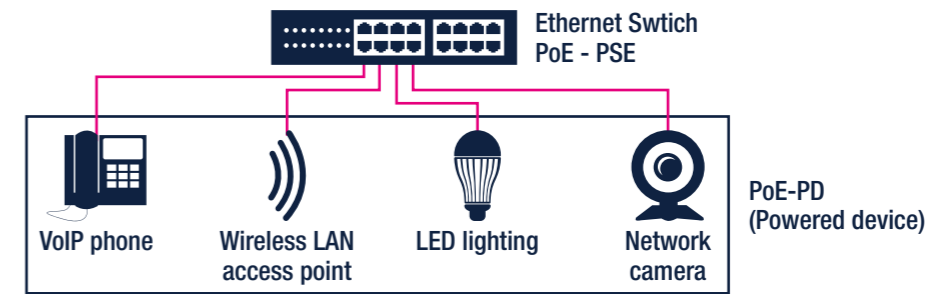 Ethernet Swtich
PoE - PSE
VoIP phone
Wireless LAN
access point
LED lighting
Network
camera
PoE-PD
(Powered device)